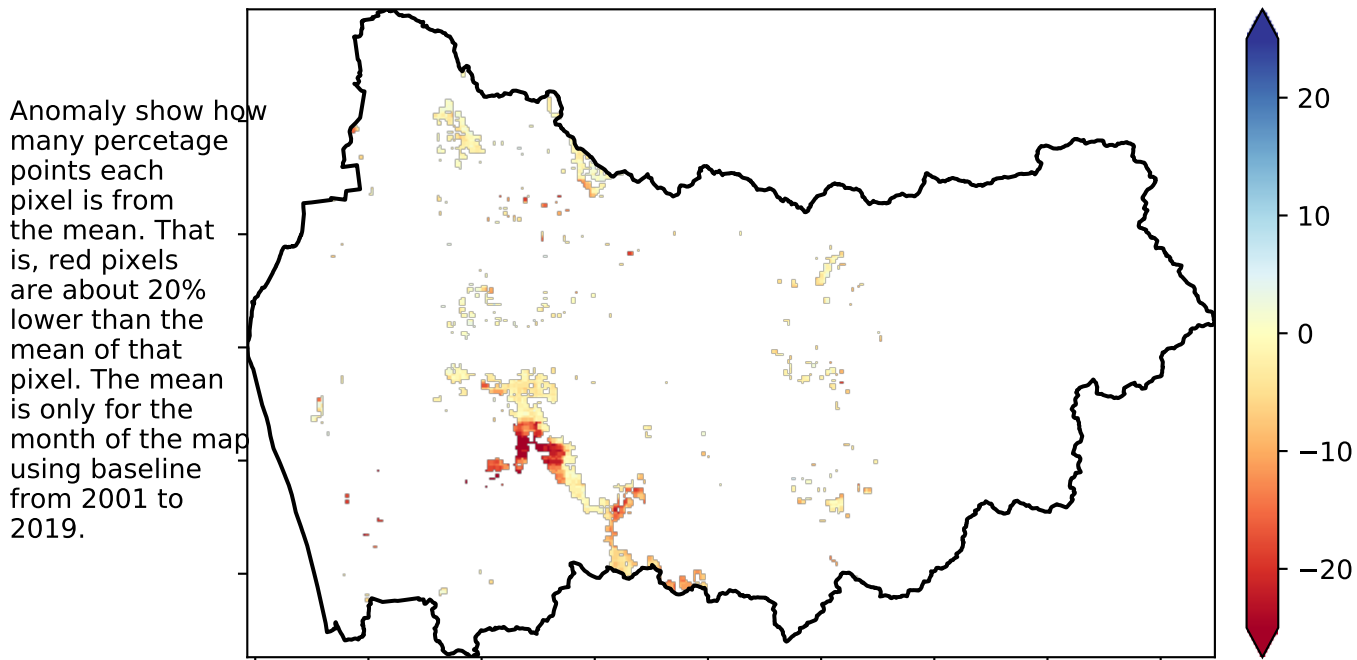 Anomaly show how
many percetage
points each
pixel is from
the mean. That
is, red pixels
are about 20%
lower than the
mean of that
pixel. The mean
is only for the
month of the map
using baseline
from 2001 to
2019.
20
10
0
−10
−20